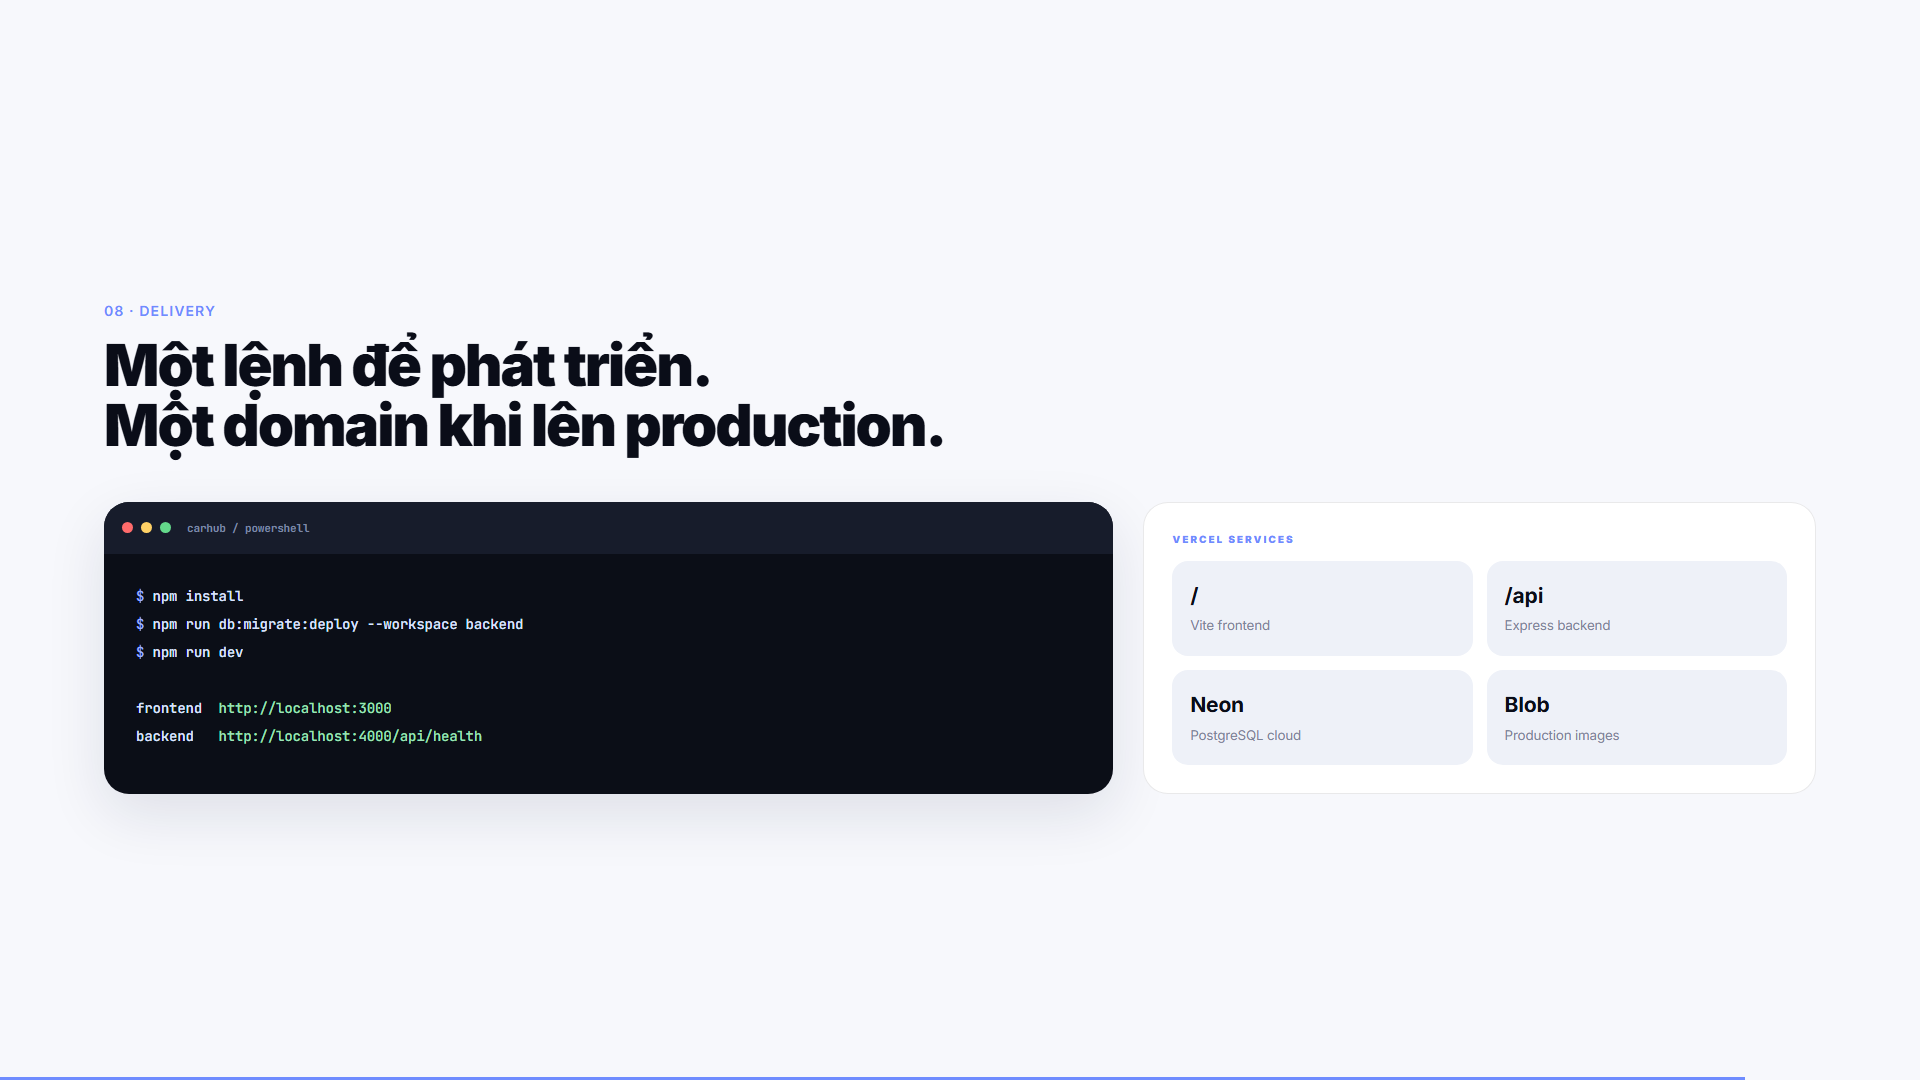 08 · DELIVERY
Một lệnh để phát triển.
Một domain khi lên production.
carhub / powershell
$ npm install
$ npm run db:migrate:deploy --workspace backend
$ npm run dev
frontend  http://localhost:3000
backend   http://localhost:4000/api/health
VERCEL SERVICES
/
Vite frontend
/api
Express backend
Neon
PostgreSQL cloud
Blob
Production images